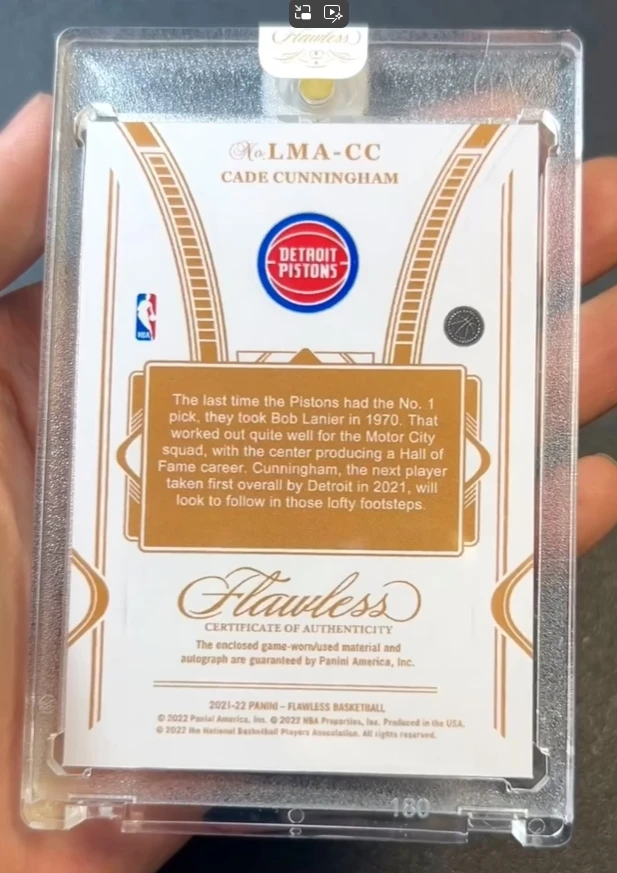 Flawless
No. LMA-CC
CADE CUNNINGHAM
DETROIT
PISTONS
NBA
The last time the Pistons had the No. 1
pick, they took Bob Lanier in 1970. That
worked out quite well for the Motor City
squad, with the center producing a Hall of
Fame career. Cunningham, the next player
taken first overall by Detroit in 2021, will
look to follow in those lofty footsteps.
Flawless
CERTIFICATE OF AUTHENTICITY
The enclosed game-worn/used material and
autograph are guaranteed by Panini America, Inc.
2021-22 PANINI – FLAWLESS BASKETBALL
© 2022 Panini America, Inc. © 2022 NBA Properties, Inc. Produced in the USA.
© 2022 the National Basketball Players Association. All rights reserved.
180